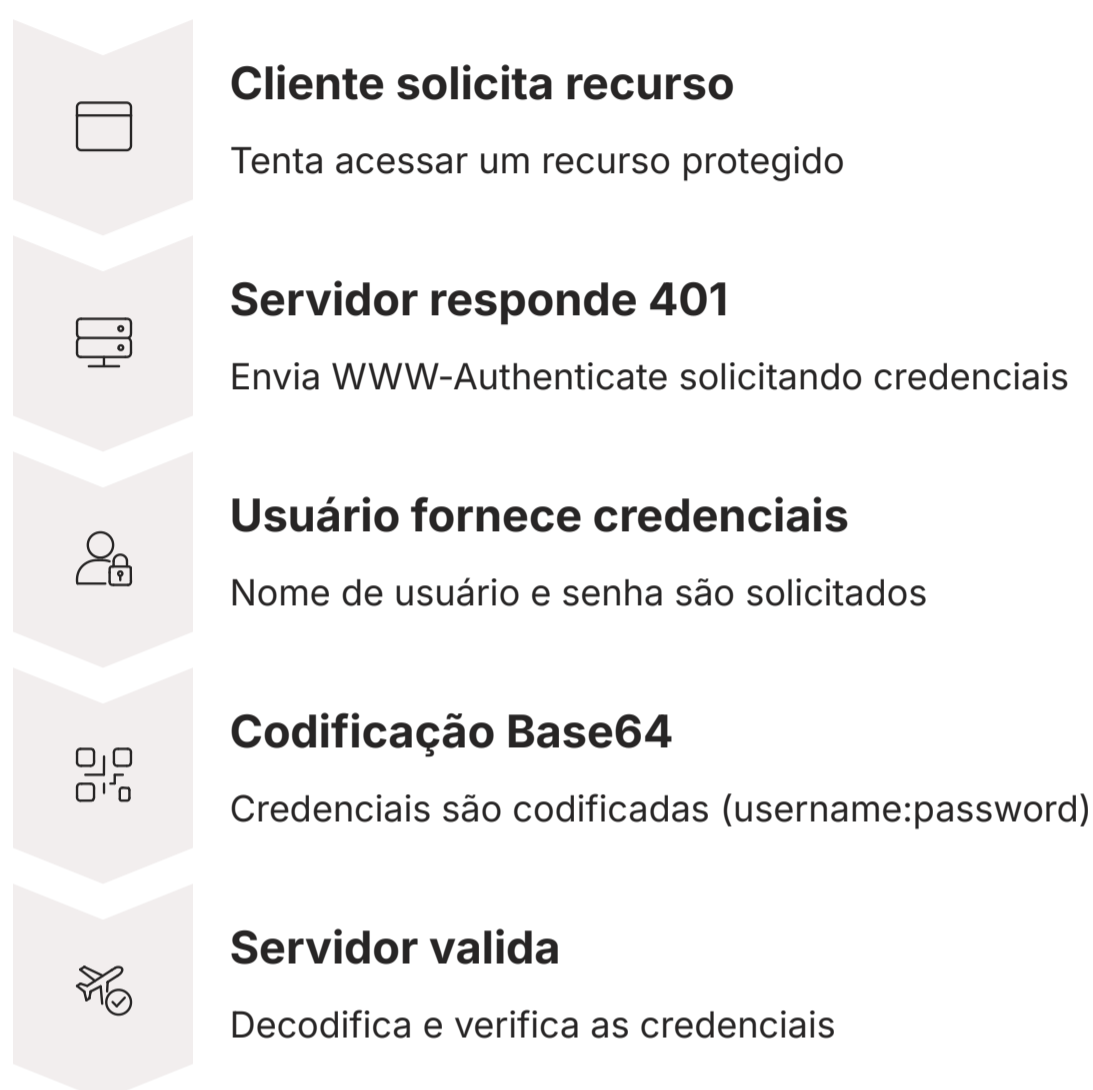 Cliente solicita recurso
Tenta acessar um recurso protegido
Servidor responde 401
Envia WWW-Authenticate solicitando credenciais
Usuário fornece credenciais
Nome de usuário e senha são solicitados
Codificação Base64
Credenciais são codificadas (username:password)
Servidor valida
Decodifica e verifica as credenciais